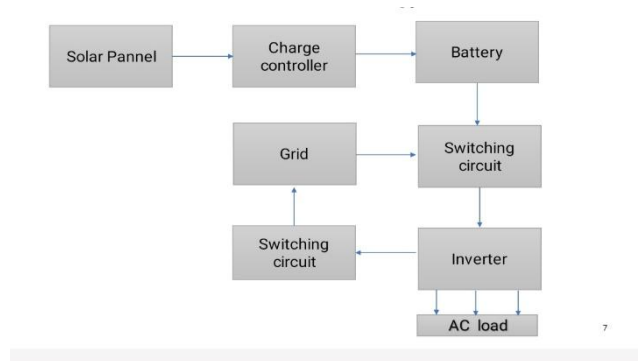 Solar Pannel
Charge
controller
Battery
Grid
Switching
circuit
Switching
circuit
Inverter
AC load
7